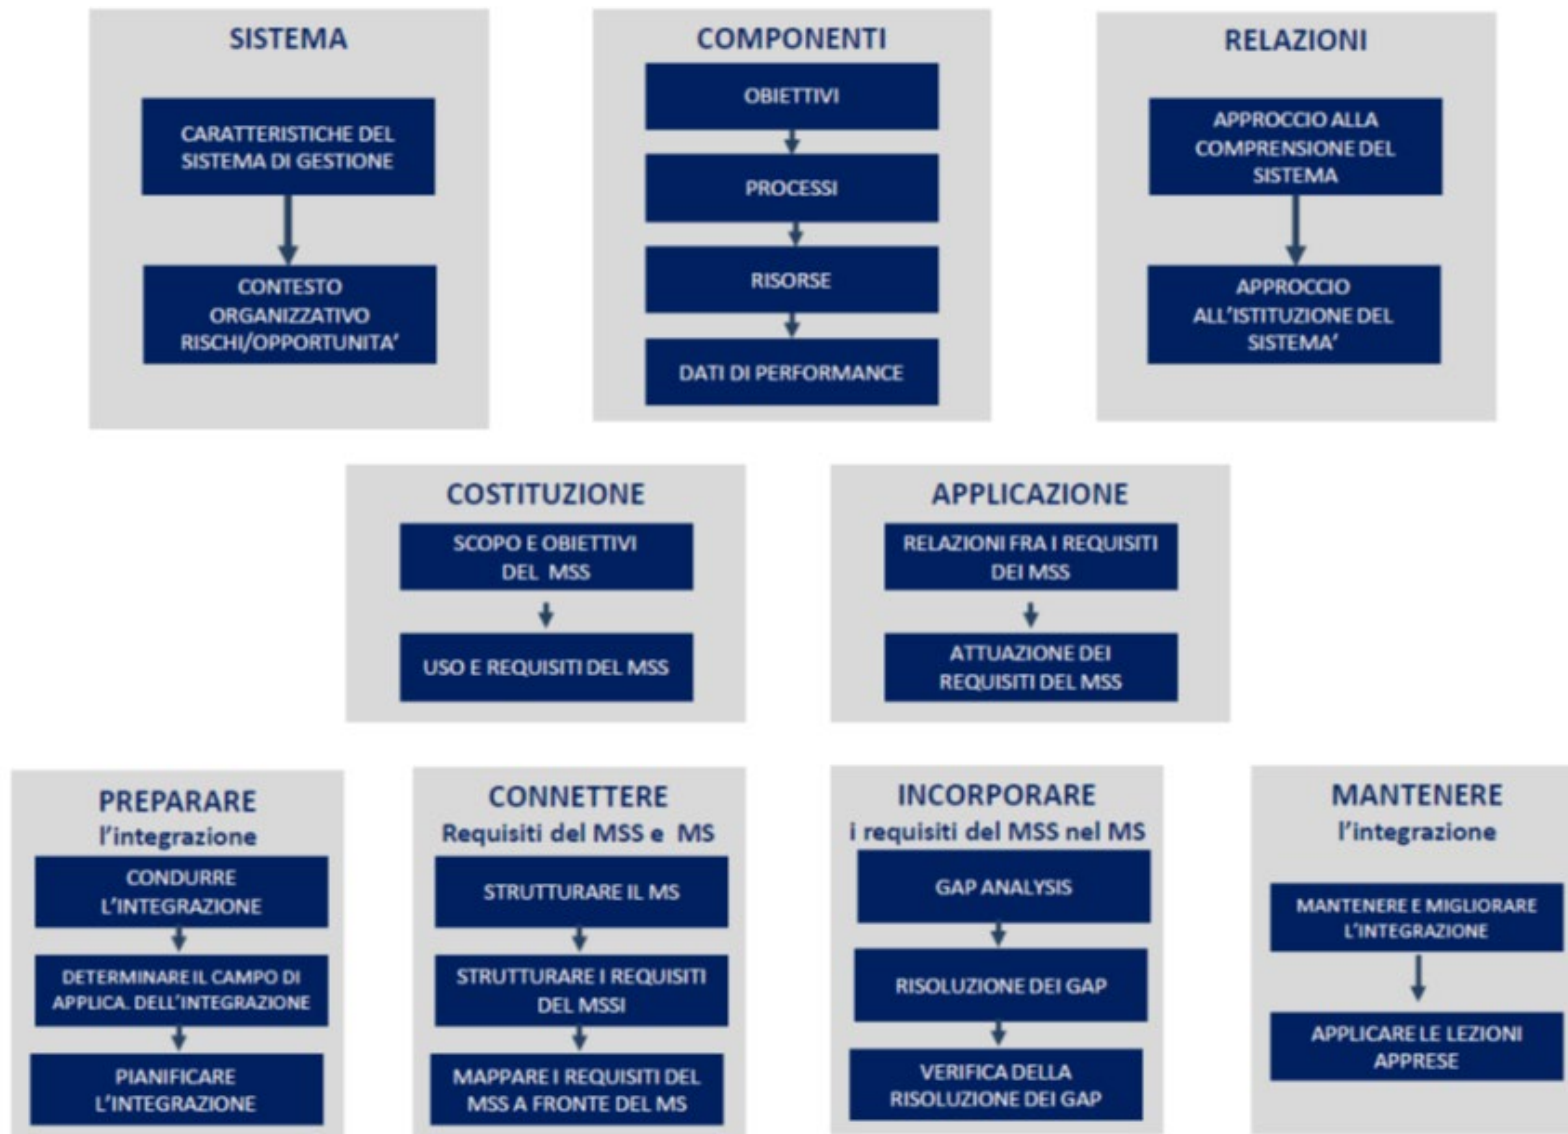 SISTEMA
CARATTERISTICHE DEL
SISTEMA DI GESTIONE
CONTESTO
ORGANIZZATIVO
RISCHI/OPPORTUNITA'
COMPONENTI
OBIETTIVI
PROCESSI
RISORSE
DATI DI PERFORMANCE
RELAZIONI
APPROCCIO ALLA
COMPRENSIONE DEL
SISTEMA
APPROCCIO
ALL'ISTITUZIONE DEL
SISTEMA'
COSTITUZIONE
SCOPO E OBIETTIVI
DEL MSS
USO E REQUISITI DEL MSS
APPLICAZIONE
RELAZIONI FRA I REQUISITI
DEI MSS
ATTUAZIONE DEI
REQUISITI DEL MSS
PREPARARE
l'integrazione
CONDURRE
L'INTEGRAZIONE
DETERMINARE IL CAMPO DI
APPLICA. DELL'INTEGRAZIONE
PIANIFICARE
L'INTEGRAZIONE
CONNETTERE
Requisiti del MSS e MS
STRUTTURARE IL MS
STRUTTURARE I REQUISITI
DEL MSSI
MAPPARE I REQUISITI DEL
MSS A FRONTE DEL MS
INCORPORARE
i requisiti del MSS nel MS
GAP ANALYSIS
RISOLUZIONE DEI GAP
VERIFICA DELLA
RISOLUZIONE DEI GAP
MANTENERE
l'integrazione
MANTENERE E MIGLIORARE
L'INTEGRAZIONE
APPLICARE LE LEZIONI
APPRESE